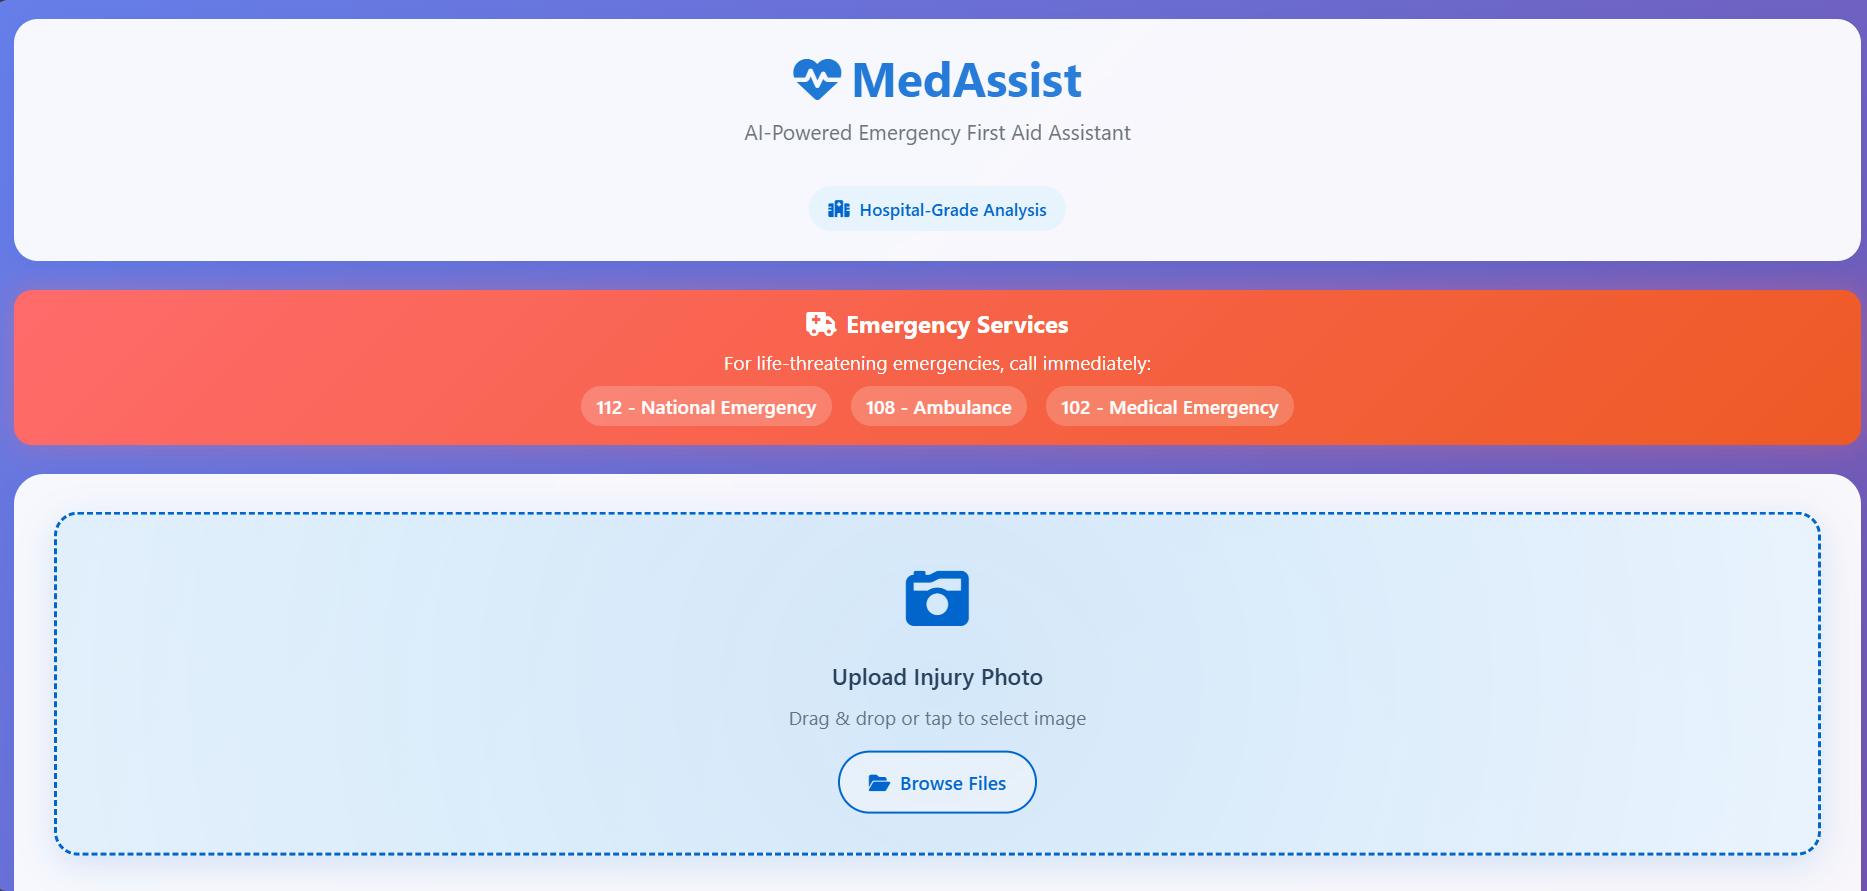 MedAssist
AI-Powered Emergency First Aid Assistant
Hospital-Grade Analysis
Emergency Services
For life-threatening emergencies, call immediately:
112 - National Emergency 108 - Ambulance 102 - Medical Emergency
Upload Injury Photo
Drag & drop or tap to select image
Browse Files